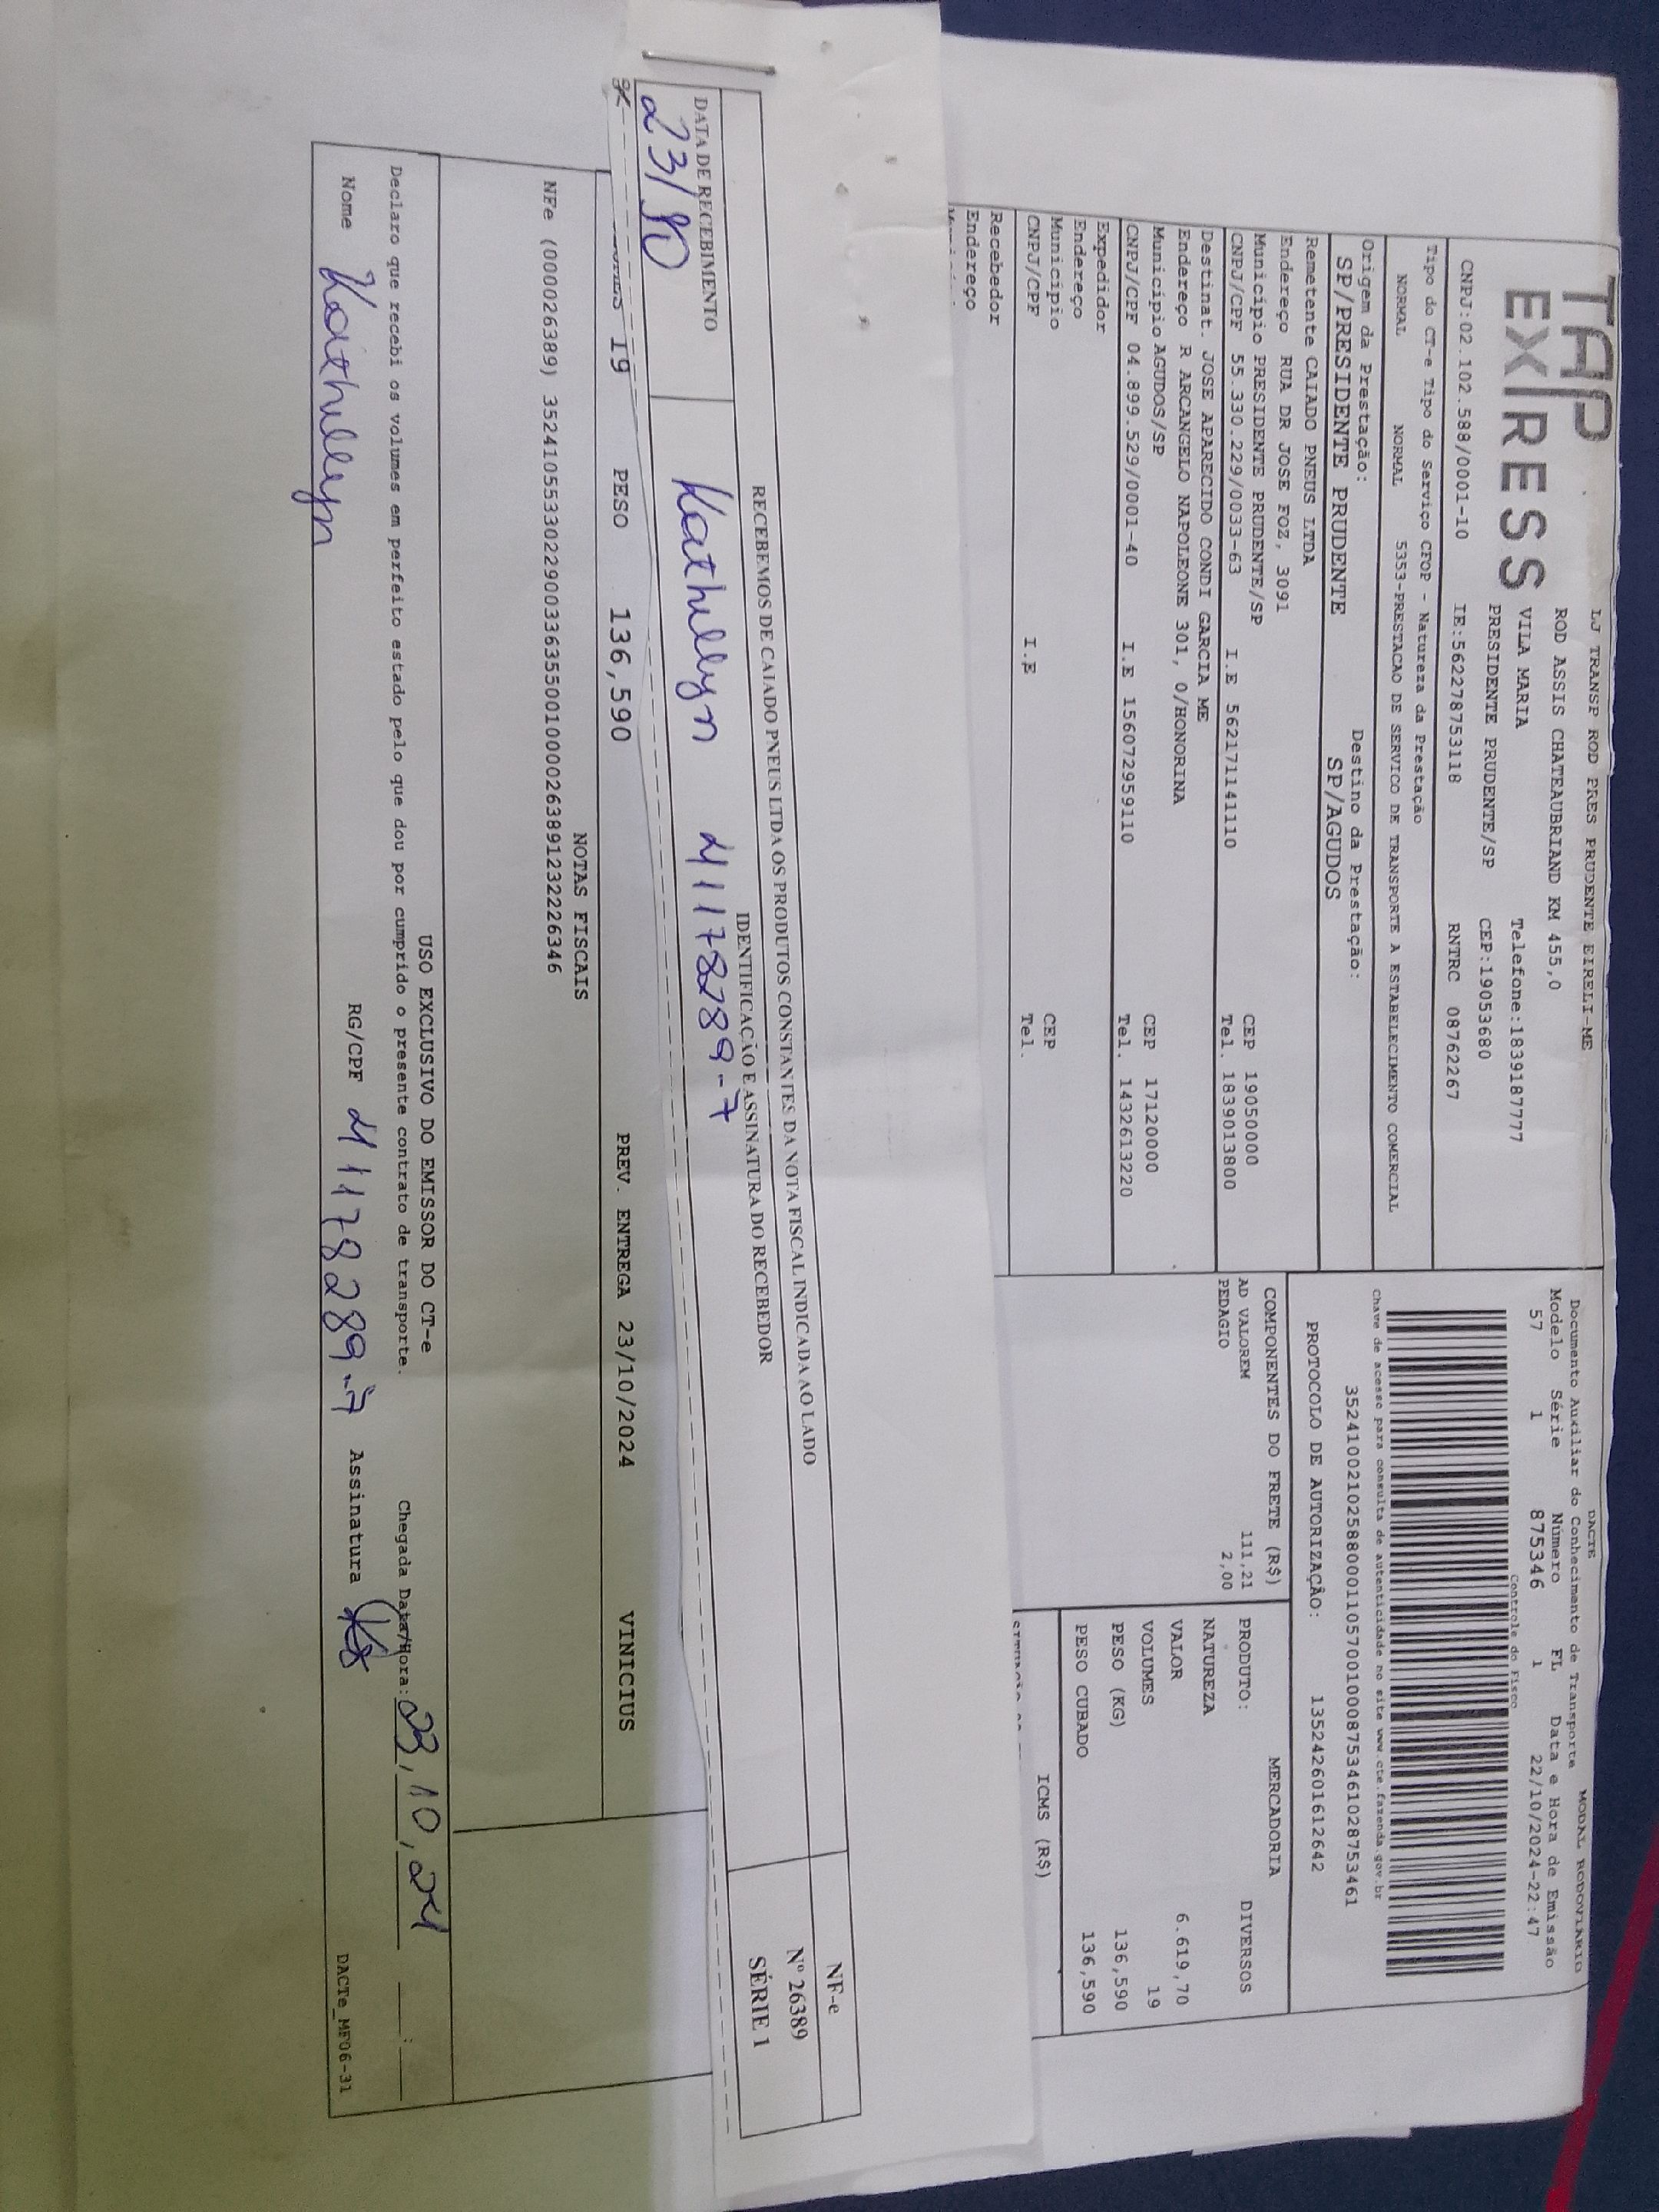 TAP
EXPRESS
LJ TRANSP ROD PRES PRUDENTE EIRELI-ME
ROD ASSIS CHATEAUBRIAND KM 455,0
VILA MARIA Telefone:1839187777
PRESIDENTE PRUDENTE/SP CEP:19053680
CNPJ:02.102.588/0001-10 IE:562278753118 RNTRC 08762267
Tipo do CT-e Tipo do Serviço CFOP - Natureza da Prestação
NORMAL NORMAL 5353-PRESTACAO DE SERVICO DE TRANSPORTE A ESTABELECIMENTO COMERCIAL
Origem da Prestação: Destino da Prestação:
SP/PRESIDENTE PRUDENTE SP/AGUDOS
Remetente CAIADO PNEUS LTDA
Endereço RUA DR JOSE FOZ, 3091 CEP 19050000
Município PRESIDENTE PRUDENTE/SP Tel. 1839013800
CNPJ/CPF 55.330.229/0033-63 I.E 562171141110
Destinat. JOSE APARECIDO CONDI GARCIA ME
Endereço R ARCANGELO NAPOLEONE 301, 0/HONORINA
Município AGUDOS/SP CEP 17120000
CNPJ/CPF 04.899.529/0001-40 I.E 156072959110 Tel. 1432613220
Expedidor
Endereço
Município CEP
CNPJ/CPF I.E Tel.
Recebedor
Endereço
DACTE MODAL RODOVIÁRIO
Documento Auxiliar do Conhecimento de Transporte
Modelo Série Número FL Data e Hora de Emissão
57 1 875346 1 22/10/2024-22:47
Controle do Fisco
Chave de acesso para consulta de autenticidade no site www.cte.fazenda.gov.br
35241002102588000110570010008753461028753461
PROTOCOLO DE AUTORIZAÇÃO: 135242601612642
COMPONENTES DO FRETE (R$)
AD VALOREM 111,21
PEDAGIO 2,00
MERCADORIA
PRODUTO: DIVERSOS
NATUREZA
VALOR 6.619,70
VOLUMES 19
PESO (KG) 136,590
PESO CUBADO 136,590
ICMS (R$)
RECEBEMOS DE CAIADO PNEUS LTDA OS PRODUTOS CONSTANTES DA NOTA FISCAL INDICADA AO LADO
DATA DE RECEBIMENTO IDENTIFICAÇÃO E ASSINATURA DO RECEBEDOR
23/10 Kathellyn 41178289-7
NF-e
Nº 26389
SÉRIE 1
19 PESO 136,590 PREV. ENTREGA 23/10/2024 VINICIUS
NOTAS FISCAIS
NFe (000026389) 35241055330229003363550010000263891232226346
USO EXCLUSIVO DO EMISSOR DO CT-e
Declaro que recebi os volumes em perfeito estado pelo que dou por cumprido o presente contrato de transporte. Chegada Data/Hora: 23, 10, 24 :
Nome Kathellyn RG/CPF 41178289-7 Assinatura
DACTe_MF06-31